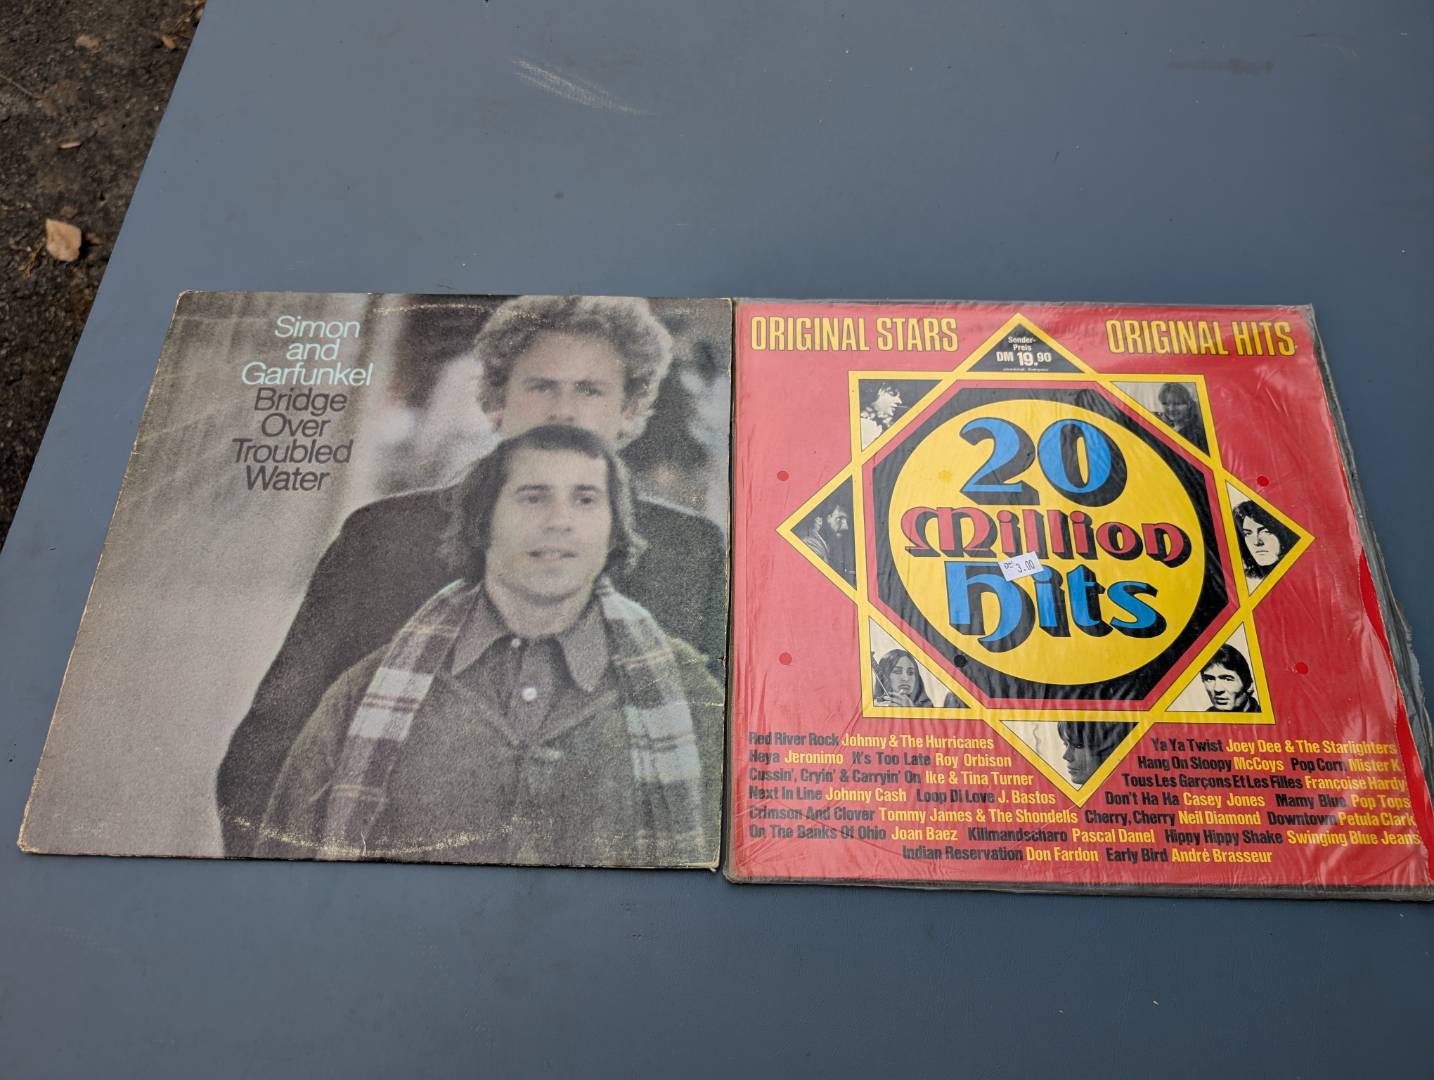 Simon
and
Garfunkel
Bridge
Over
Troubled
Water
ORIGINAL STARS
ORIGINAL HITS
Sonder-
Preis
DM 19.90
20
Million
hits
3.00
Red River Rock Johnny & The Hurricanes
Heya Jeronimo It's Too Late Roy Orbison
Cussin', Cryin' & Carryin' On Ike & Tina Turner
Next In Line Johnny Cash Loop Di Love J. Bastos
Crimson And Clover Tommy James & The Shondells Cherry, Cherry Neil Diamond Downtown Petula Clark
On The Banks Of Ohio Joan Baez Kilimandscharo Pascal Danel Hippy Hippy Shake Swinging Blue Jeans
Indian Reservation Don Fardon Early Bird André Brasseur
Ya Ya Twist Joey Dee & The Starlighters
Hang On Sloopy McCoys Pop Corn Mister K.
Tous Les Garçons Et Les Filles Francoise Hardy
Don't Ha Ha Casey Jones Mamy Blue Pop Tops